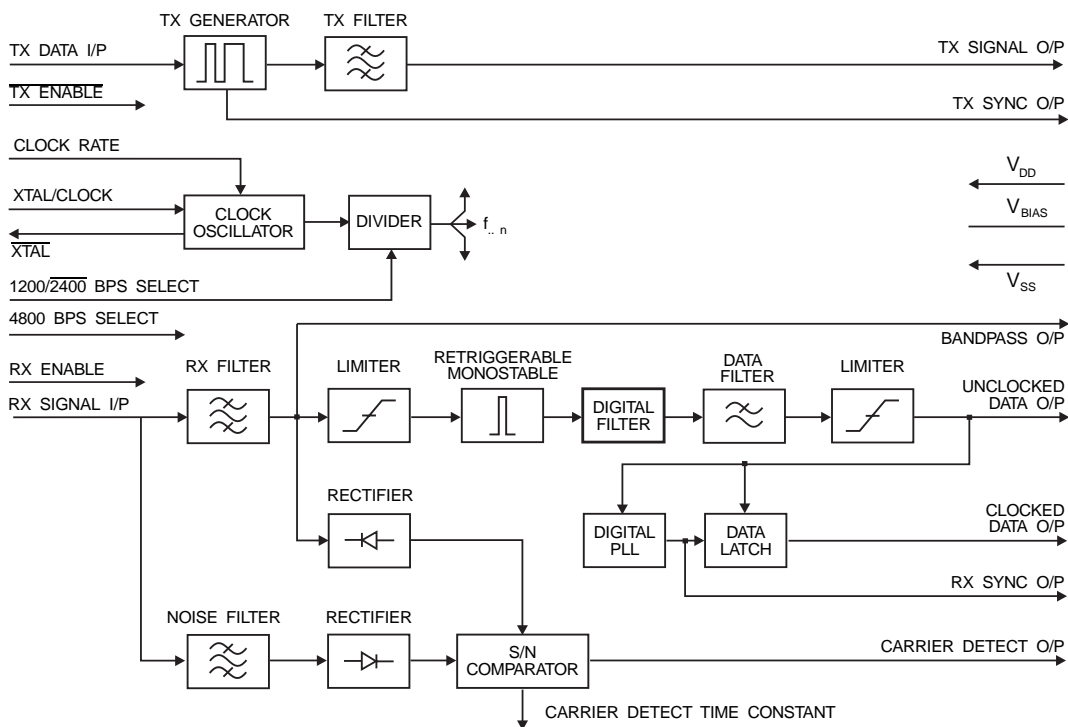 TX GENERATOR
TX FILTER
TX DATA I/P
TX SIGNAL O/P
TX ENABLE
TX SYNC O/P
CLOCK RATE
VDD
XTAL/CLOCK
CLOCK
OSCILLATOR
DIVIDER
f.. n
VBIAS
XTAL
1200/2400 BPS SELECT
VSS
4800 BPS SELECT
BANDPASS O/P
RX ENABLE
RX FILTER
LIMITER
RETRIGGERABLE
MONOSTABLE
DATA
FILTER
LIMITER
UNCLOCKED
DATA O/P
RX SIGNAL I/P
DIGITAL
FILTER
RECTIFIER
DIGITAL
PLL
DATA
LATCH
CLOCKED
DATA O/P
RX SYNC O/P
NOISE FILTER
RECTIFIER
S/N
COMPARATOR
CARRIER DETECT O/P
CARRIER DETECT TIME CONSTANT